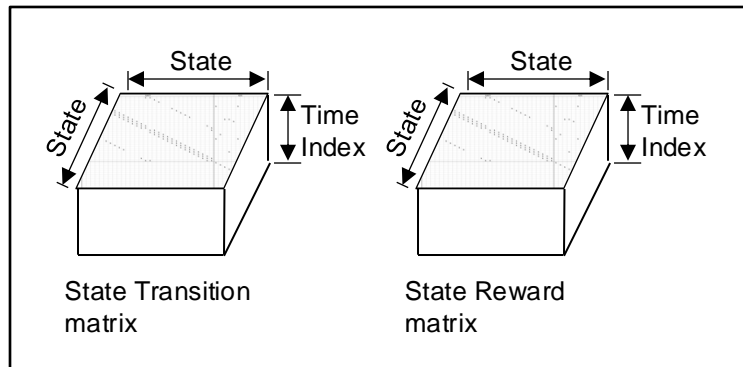 State
State
Time
Index
State Transition
matrix
State
State
Time
Index
State Reward
matrix